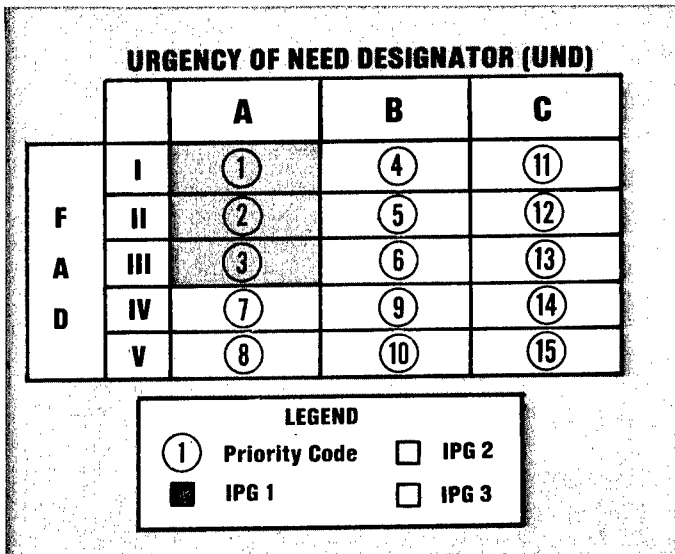 URGENCY OF NEED DESIGNATOR (UND)
A B C
I 1 4 11
F II 2 5 12
A III 3 6 13
D IV 7 9 14
V 8 10 15
LEGEND
1 Priority Code IPG 2
IPG 1 IPG 3